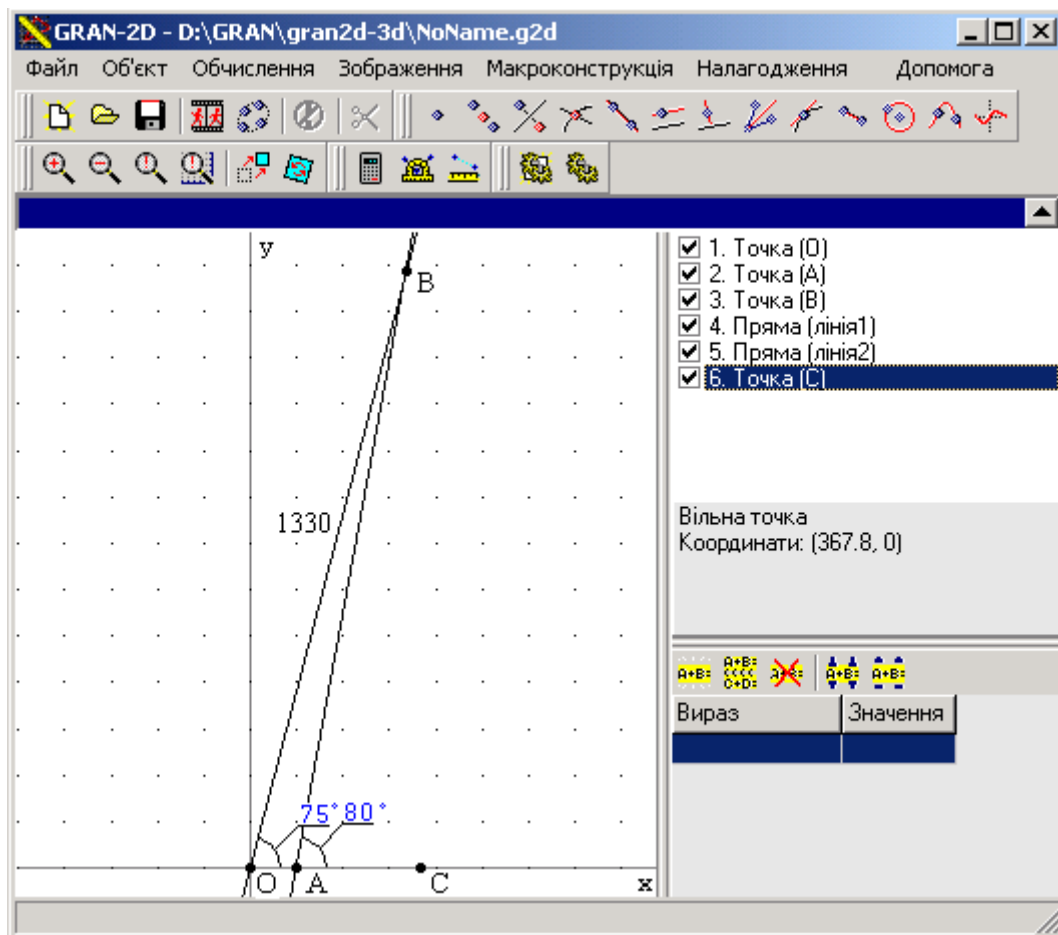 GRAN-2D - D:\GRAN\gran2d-3d\NoName.g2d
Файл Об'єкт Обчислення Зображення Макроконструкція Налагодження Допомога
y
B
1330
75° 80°
O A C x
1. Точка (O)
2. Точка (A)
3. Точка (B)
4. Пряма (лінія1)
5. Пряма (лінія2)
6. Точка (C)
Вільна точка
Координати: (367.8, 0)
A+B= A+B= A+B= A+B= A+B=
C+D=
Вираз Значення